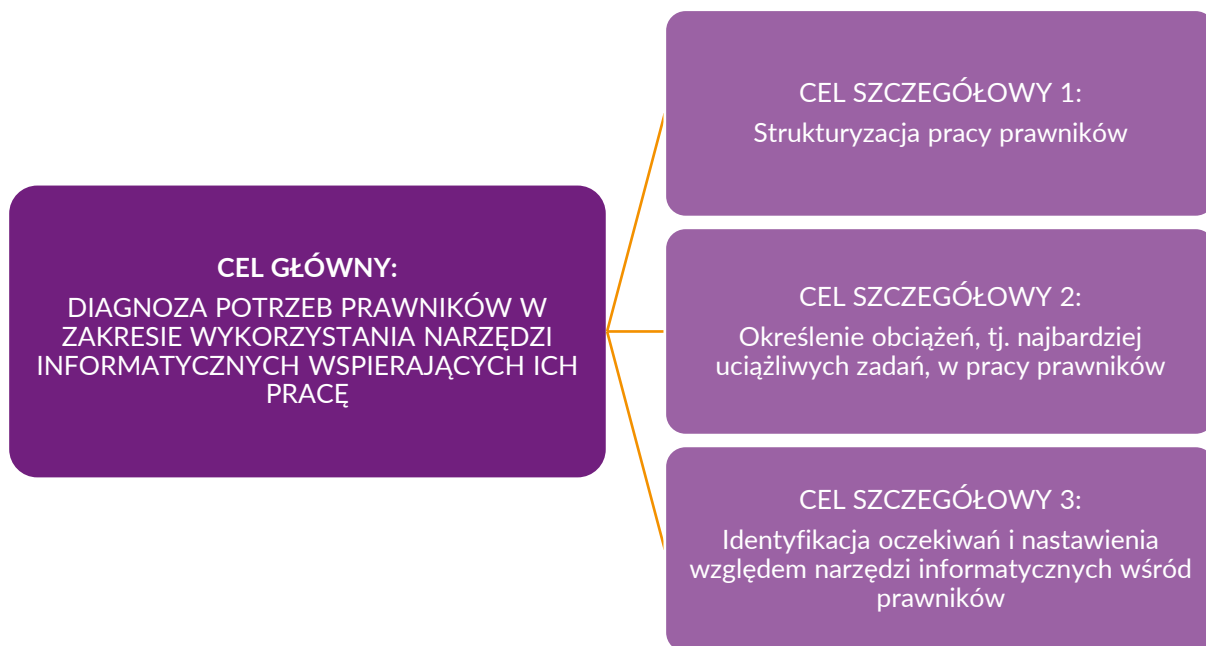 CEL GŁÓWNY:
DIAGNOZA POTRZEB PRAWNIKÓW W
ZAKRESIE WYKORZYSTANIA NARZĘDZI
INFORMATYCZNYCH WSPIERAJĄCYCH ICH
PRACĘ
CEL SZCZEGÓŁOWY 1:
Strukturyzacja pracy prawników
CEL SZCZEGÓŁOWY 2:
Określenie obciążeń, tj. najbardziej
uciążliwych zadań, w pracy prawników
CEL SZCZEGÓŁOWY 3:
Identyfikacja oczekiwań i nastawienia
względem narzędzi informatycznych wśród
prawników